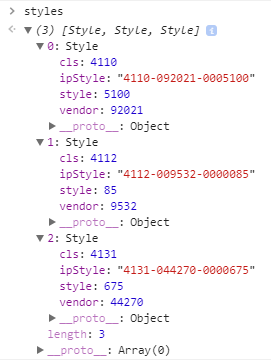 > styles
(3) [Style, Style, Style] i
0: Style
cls: 4110
ipStyle: "4110-092021-0005100"
style: 5100
vendor: 92021
__proto__: Object
1: Style
cls: 4112
ipStyle: "4112-009532-0000085"
style: 85
vendor: 9532
__proto__: Object
2: Style
cls: 4131
ipStyle: "4131-044270-0000675"
style: 675
vendor: 44270
__proto__: Object
length: 3
__proto__: Array(0)